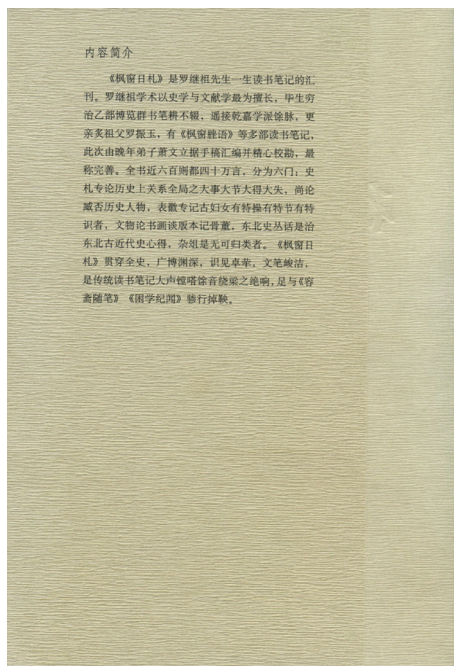 内容简介
《枫窗日札》是罗继祖先生一生读书笔记的汇
刊。罗继祖学术以史学与文献学最为擅长，毕生穷
治乙部博览群书笔耕不辍，遥接乾嘉学派馀脉，更
亲炙祖父罗振玉，有《枫窗脞语》等多部读书笔记，
此次由晚年弟子萧文立据手稿汇编并精心校勘，最
称完善。全书近六百则都四十万言，分为六门：史
札专论历史上关系全局之大事大节大得大失，尚论
臧否历史人物，表徽专记古妇女有特操有特节有特
识者，文物论书画谈版本记骨董，东北史丛话是治
东北古近代史心得，杂俎是无可归类者。《枫窗日
札》贯穿全史，广博渊深，识见卓荦，文笔峻洁，
是传统读书笔记大声镗嗒馀音绕梁之绝响，足与《容
斋随笔》《困学纪闻》骖行掉鞅。